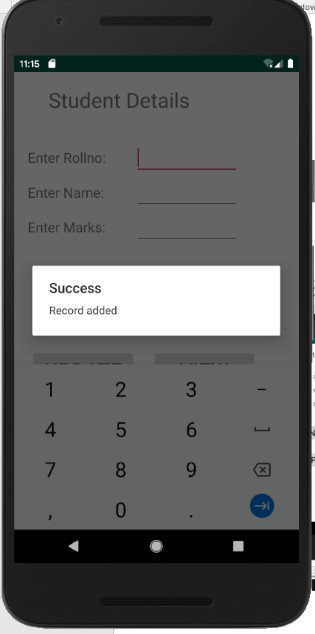 11:15
Student Details
Enter Rollno:
Enter Name:
Enter Marks:
Success
Record added
VIEW
1 2 3 –
4 5 6
7 8 9
, 0 .